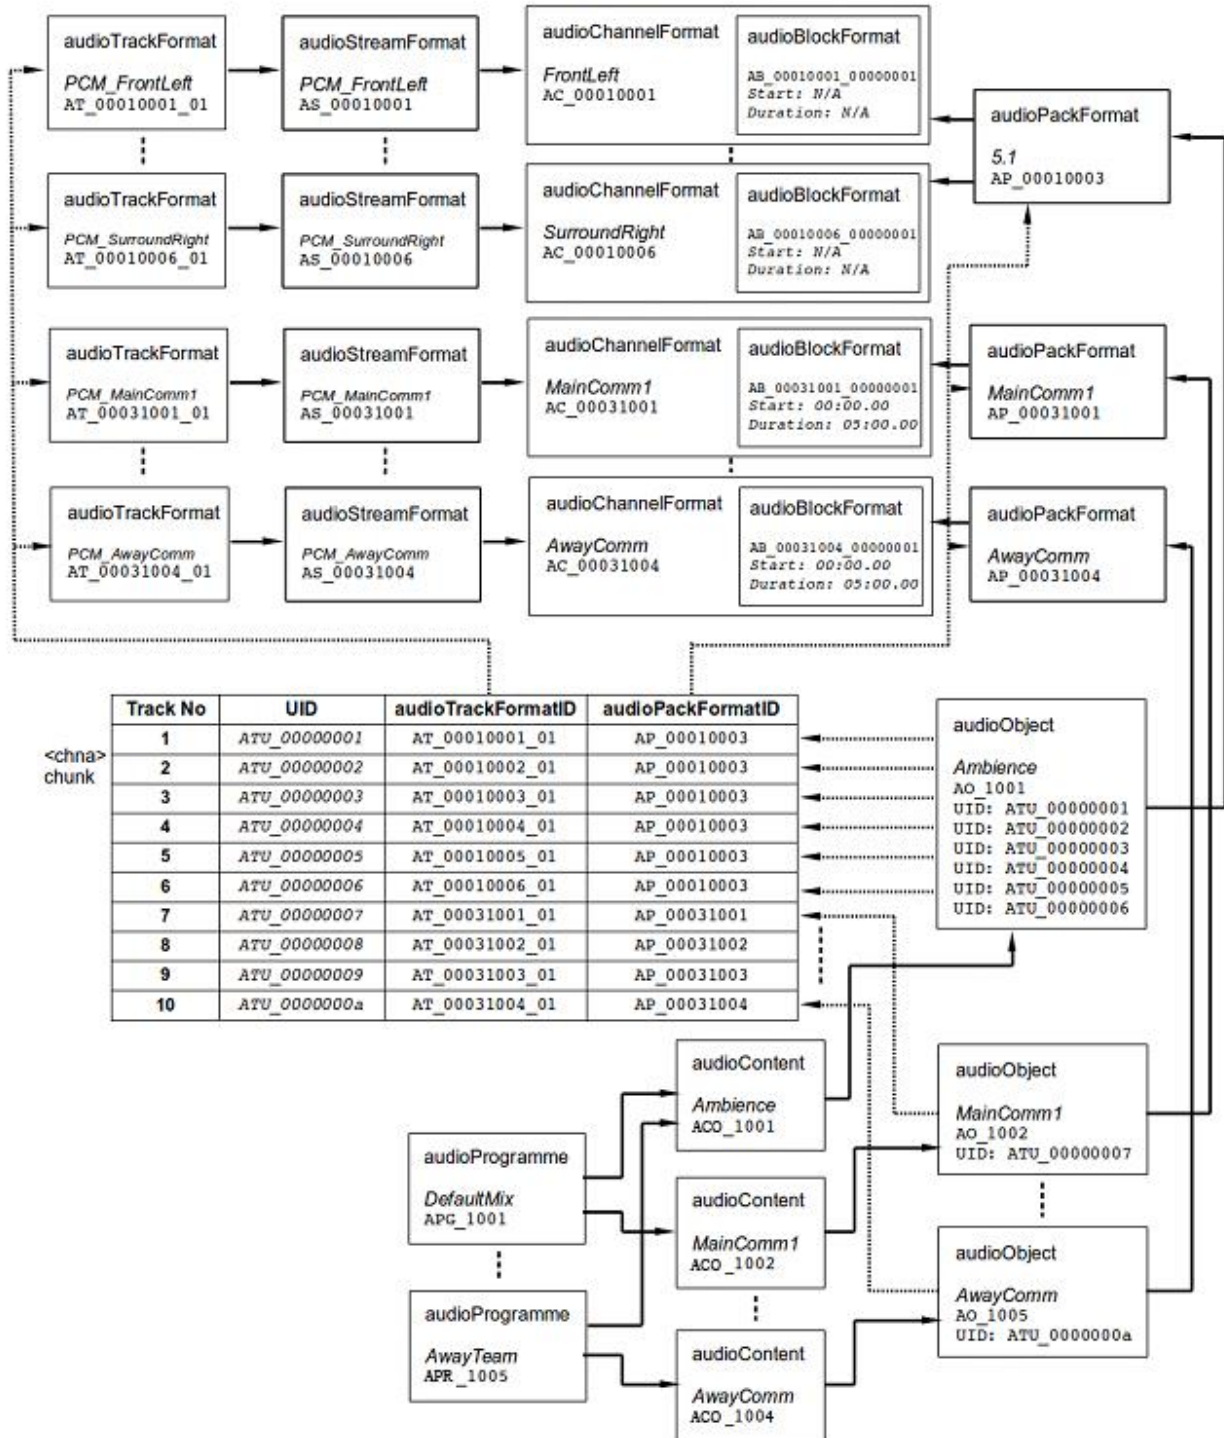 audioTrackFormat
PCM_FrontLeft
AT_00010001_01
audioStreamFormat
PCM_FrontLeft
AS_00010001
audioChannelFormat
FrontLeft
AC_00010001
audioBlockFormat
AB_00010001_00000001
Start: N/A
Duration: N/A
audioPackFormat
5.1
AP_00010003
audioTrackFormat
PCM_SurroundRight
AT_00010006_01
audioStreamFormat
PCM_SurroundRight
AS_00010006
audioChannelFormat
SurroundRight
AC_00010006
audioBlockFormat
AB_00010006_00000001
Start: N/A
Duration: N/A
audioTrackFormat
PCM_MainComm1
AT_00031001_01
audioStreamFormat
PCM_MainComm1
AS_00031001
audioChannelFormat
MainComm1
AC_00031001
audioBlockFormat
AB_00031001_00000001
Start: 00:00.00
Duration: 05:00.00
audioPackFormat
MainComm1
AP_00031001
audioTrackFormat
PCM_AwayComm
AT_00031004_01
audioStreamFormat
PCM_AwayComm
AS_00031004
audioChannelFormat
AwayComm
AC_00031004
audioBlockFormat
AB_00031004_00000001
Start: 00:00.00
Duration: 05:00.00
audioPackFormat
AwayComm
AP_00031004
<chna>
chunk
Track No UID audioTrackFormatID audioPackFormatID
1 ATU_00000001 AT_00010001_01 AP_00010003
2 ATU_00000002 AT_00010002_01 AP_00010003
3 ATU_00000003 AT_00010003_01 AP_00010003
4 ATU_00000004 AT_00010004_01 AP_00010003
5 ATU_00000005 AT_00010005_01 AP_00010003
6 ATU_00000006 AT_00010006_01 AP_00010003
7 ATU_00000007 AT_00031001_01 AP_00031001
8 ATU_00000008 AT_00031002_01 AP_00031002
9 ATU_00000009 AT_00031003_01 AP_00031003
10 ATU_0000000a AT_00031004_01 AP_00031004
audioObject
Ambience
AO_1001
UID: ATU_00000001
UID: ATU_00000002
UID: ATU_00000003
UID: ATU_00000004
UID: ATU_00000005
UID: ATU_00000006
audioContent
Ambience
ACO_1001
audioObject
MainComm1
AO_1002
UID: ATU_00000007
audioProgramme
DefaultMix
APG_1001
audioContent
MainComm1
ACO_1002
audioObject
AwayComm
AO_1005
UID: ATU_0000000a
audioProgramme
AwayTeam
APR_1005
audioContent
AwayComm
ACO_1004